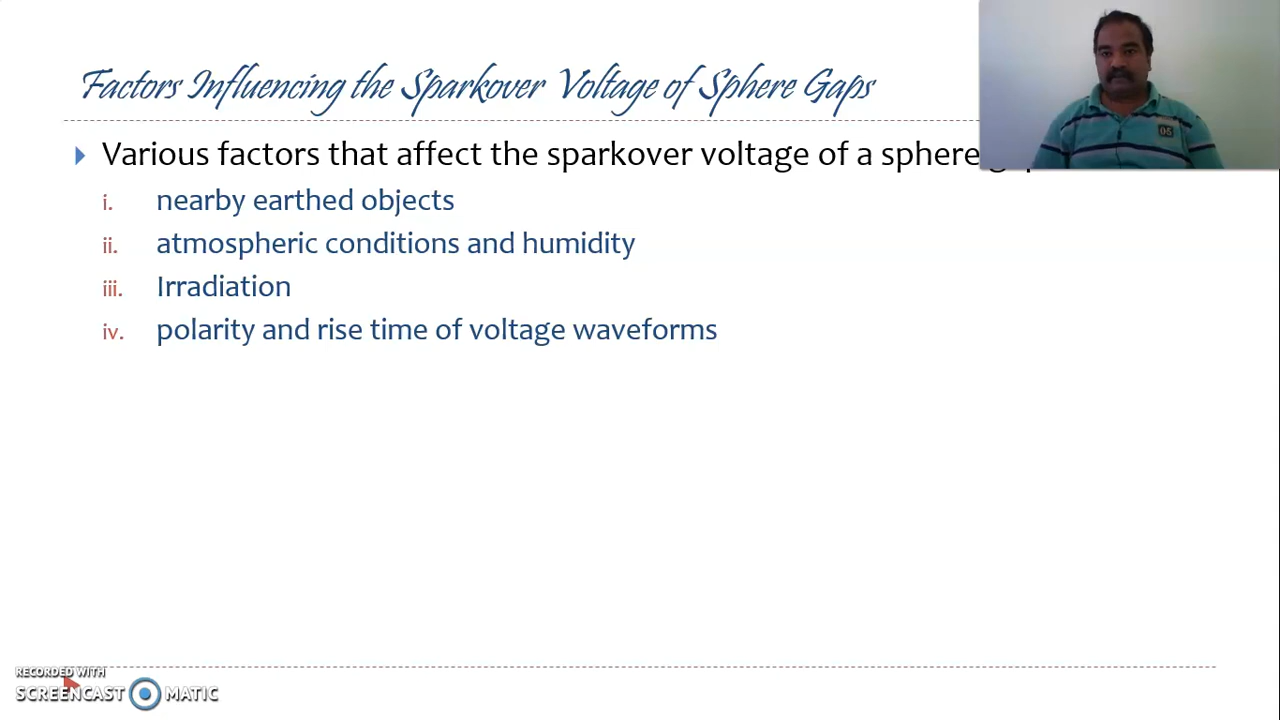 Factors Influencing the Sparkover Voltage of Sphere Gaps
Various factors that affect the sparkover voltage of a sphere
i. nearby earthed objects
ii. atmospheric conditions and humidity
iii. Irradiation
iv. polarity and rise time of voltage waveforms
05
RECORDED WITH
SCREENCAST MATIC